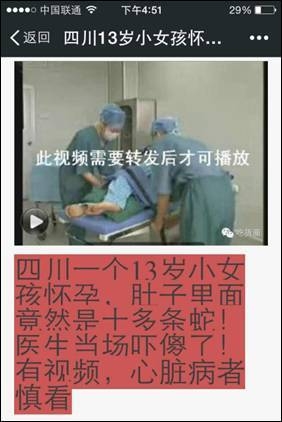 中国联通 下午4:51 29%
返回 四川13岁小女孩怀...
此视频需要转发后才可播放
四川一个13岁小女
孩怀孕，肚子里面
竟然是十多条蛇！
医生当场吓傻了！
有视频，心脏病者
慎看